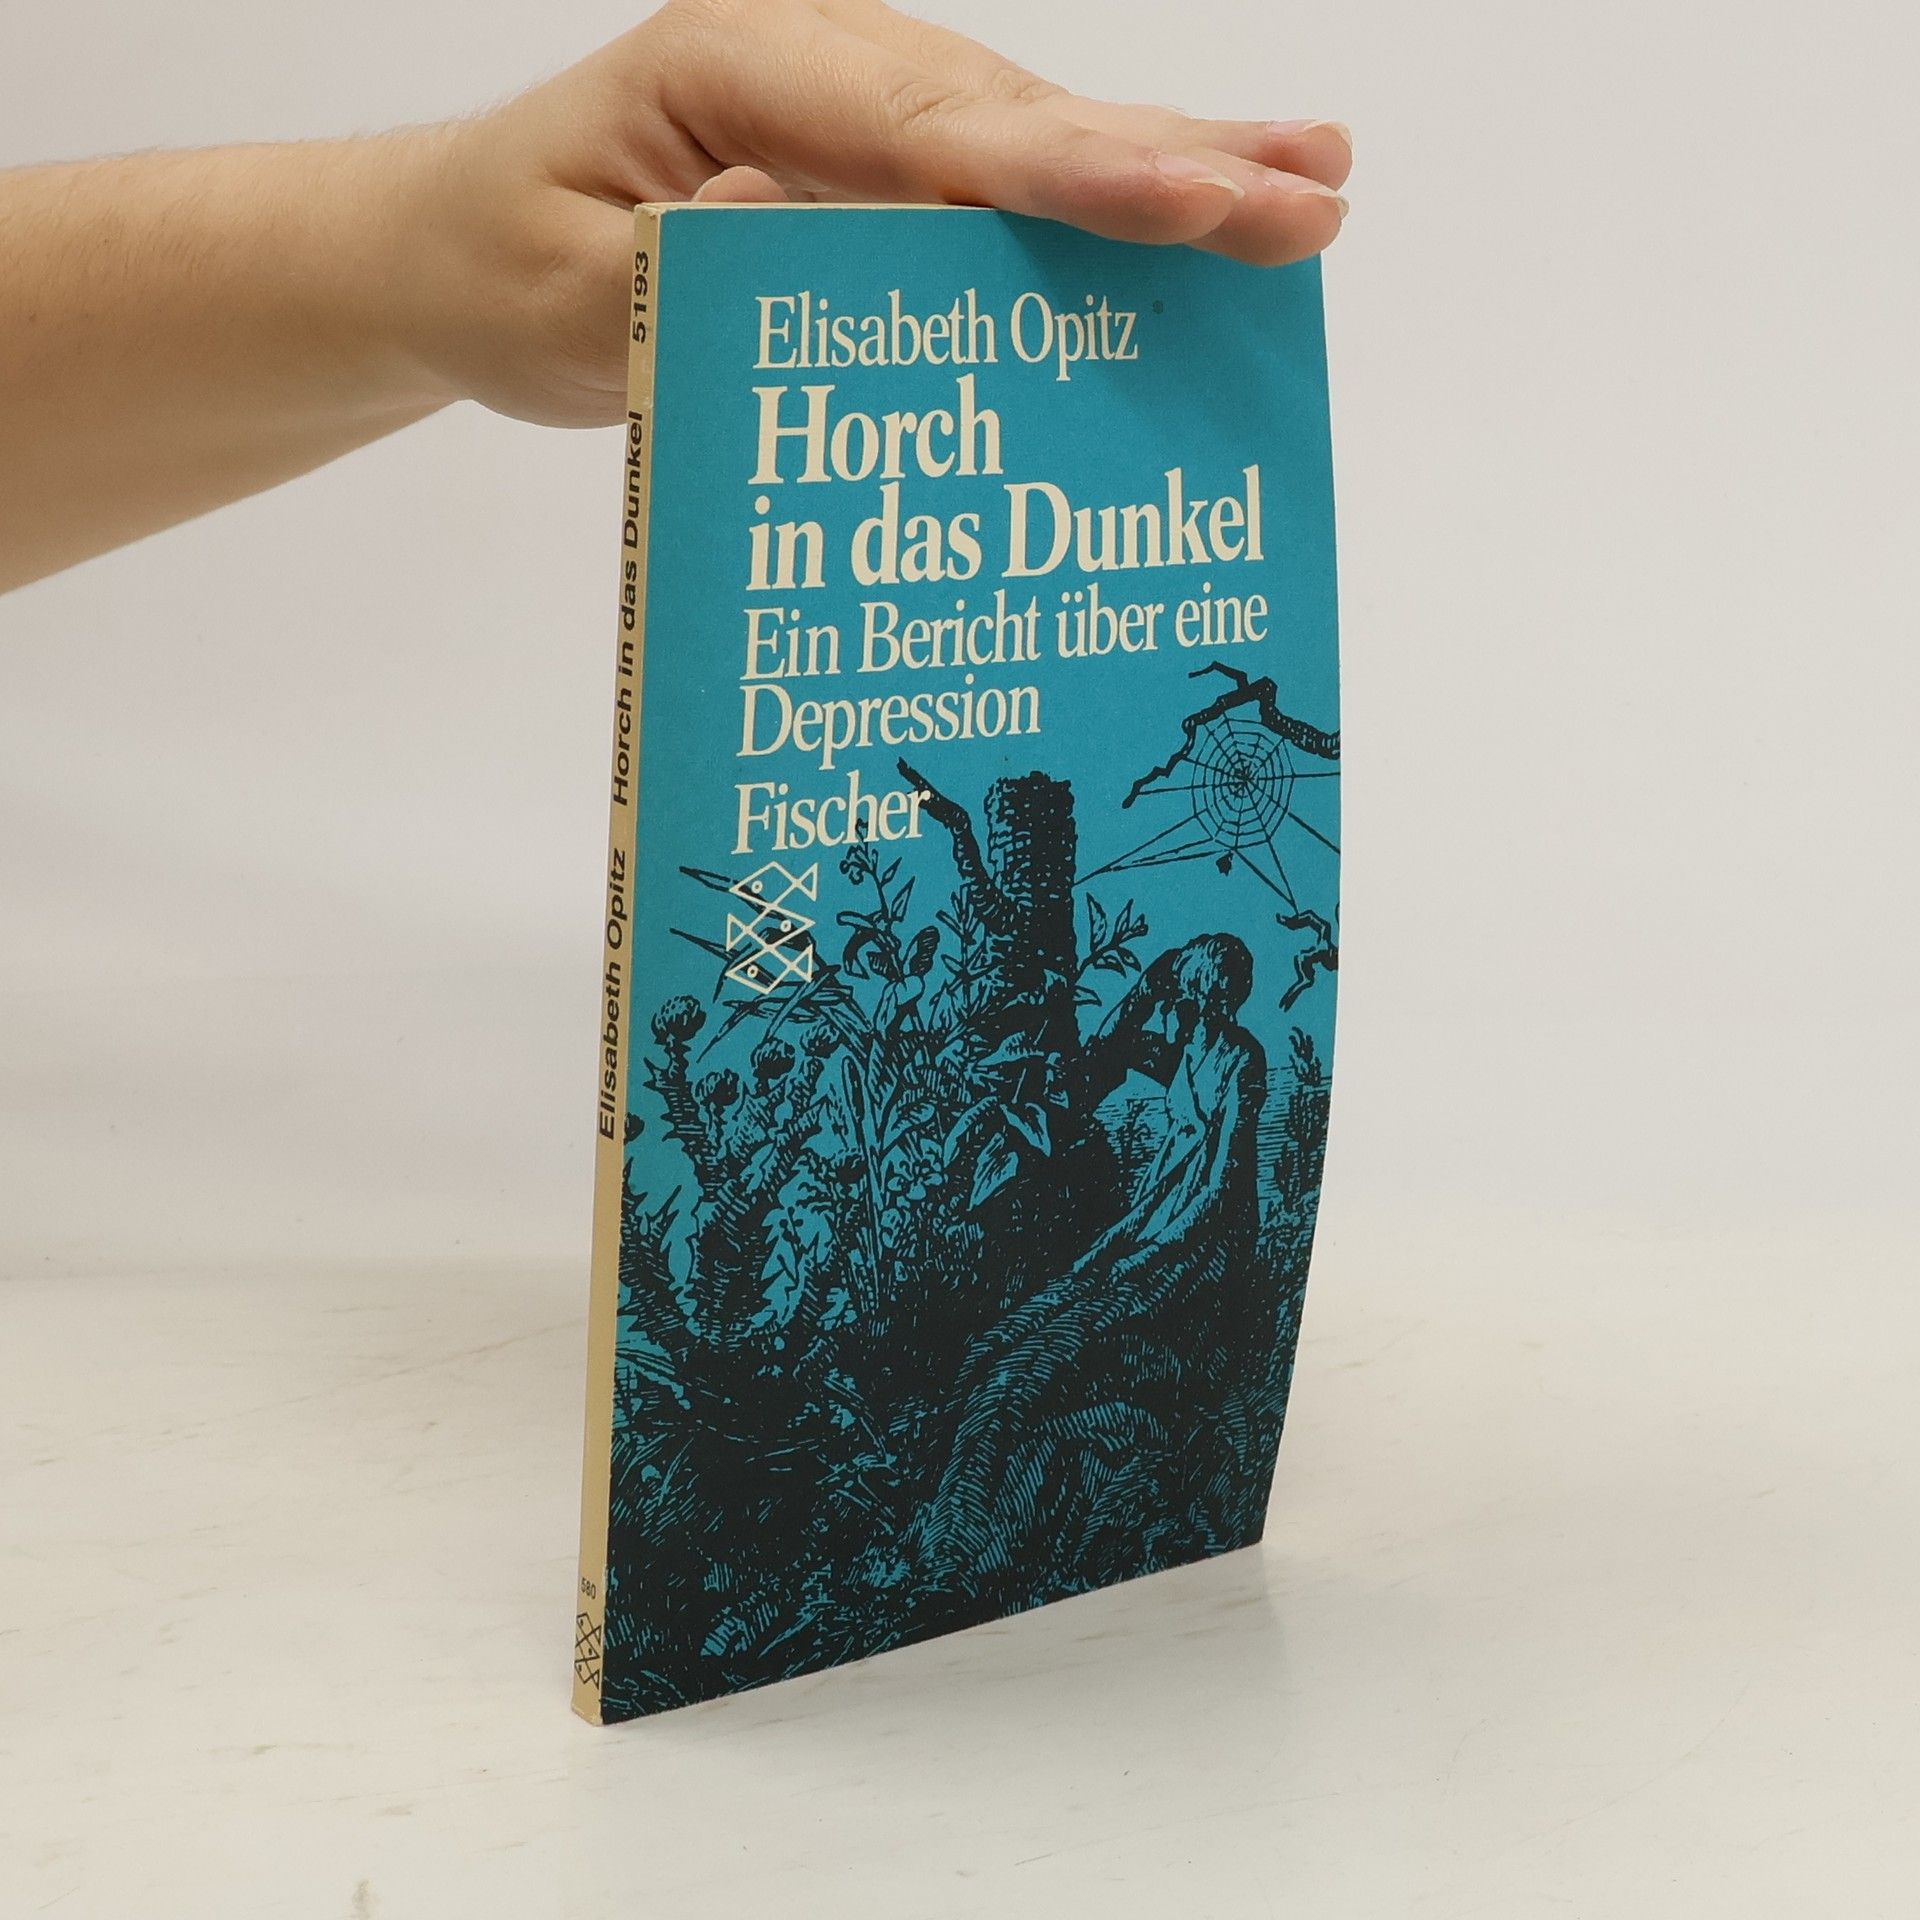 Elisabeth Opitz
Horch
in das Dunkel
Ein Bericht über eine
Depression
Fischer
Elisabeth Opitz Horch in das Dunkel 5193
580